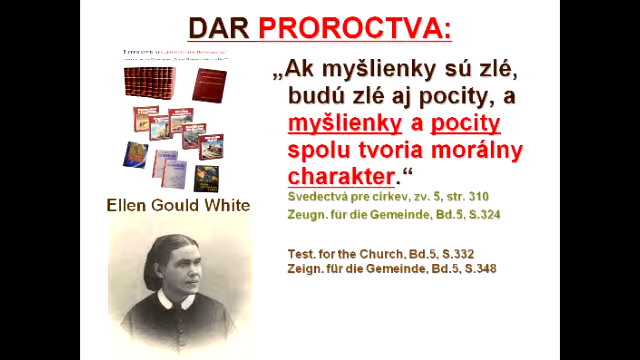 DAR PROROCTVA:
„Ak myšlienky sú zlé,
budú zlé aj pocity, a
myšlienky a pocity
spolu tvoria morálny
charakter.“
Svedectvá pre cirkev, zv. 5, str. 310
Zeugn. für die Gemeinde, Bd.5, S.324
Test. for the Church, Bd.5, S.332
Zeign. für die Gemeinde, Bd.5, S.348
Ellen Gould White